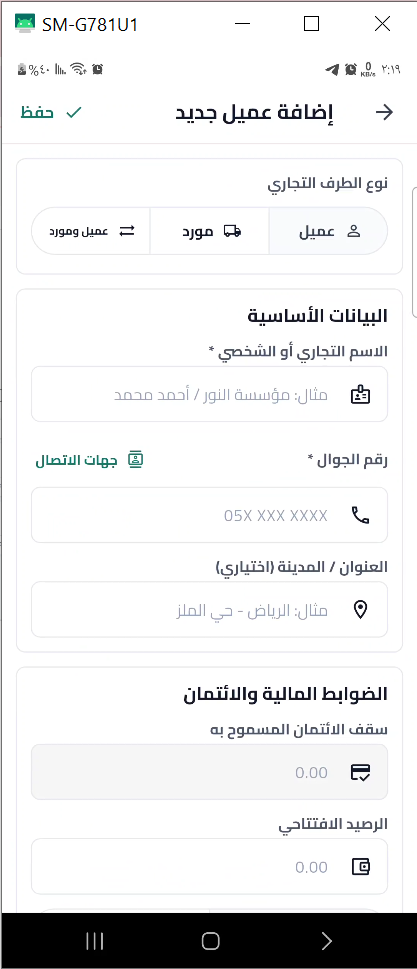 SM-G781U1
٢:١٩ 0 KB/s %٤٠
إضافة عميل جديد حفظ
نوع الطرف التجاري
عميل مورد عميل ومورد
البيانات الأساسية
الاسم التجاري أو الشخصي *
مثال: مؤسسة النور / أحمد محمد
رقم الجوال * جهات الاتصال
05X XXX XXXX
العنوان / المدينة (اختياري)
مثال: الرياض - حي الملز
الضوابط المالية والائتمان
سقف الائتمان المسموح به
0.00
الرصيد الافتتاحي
0.00